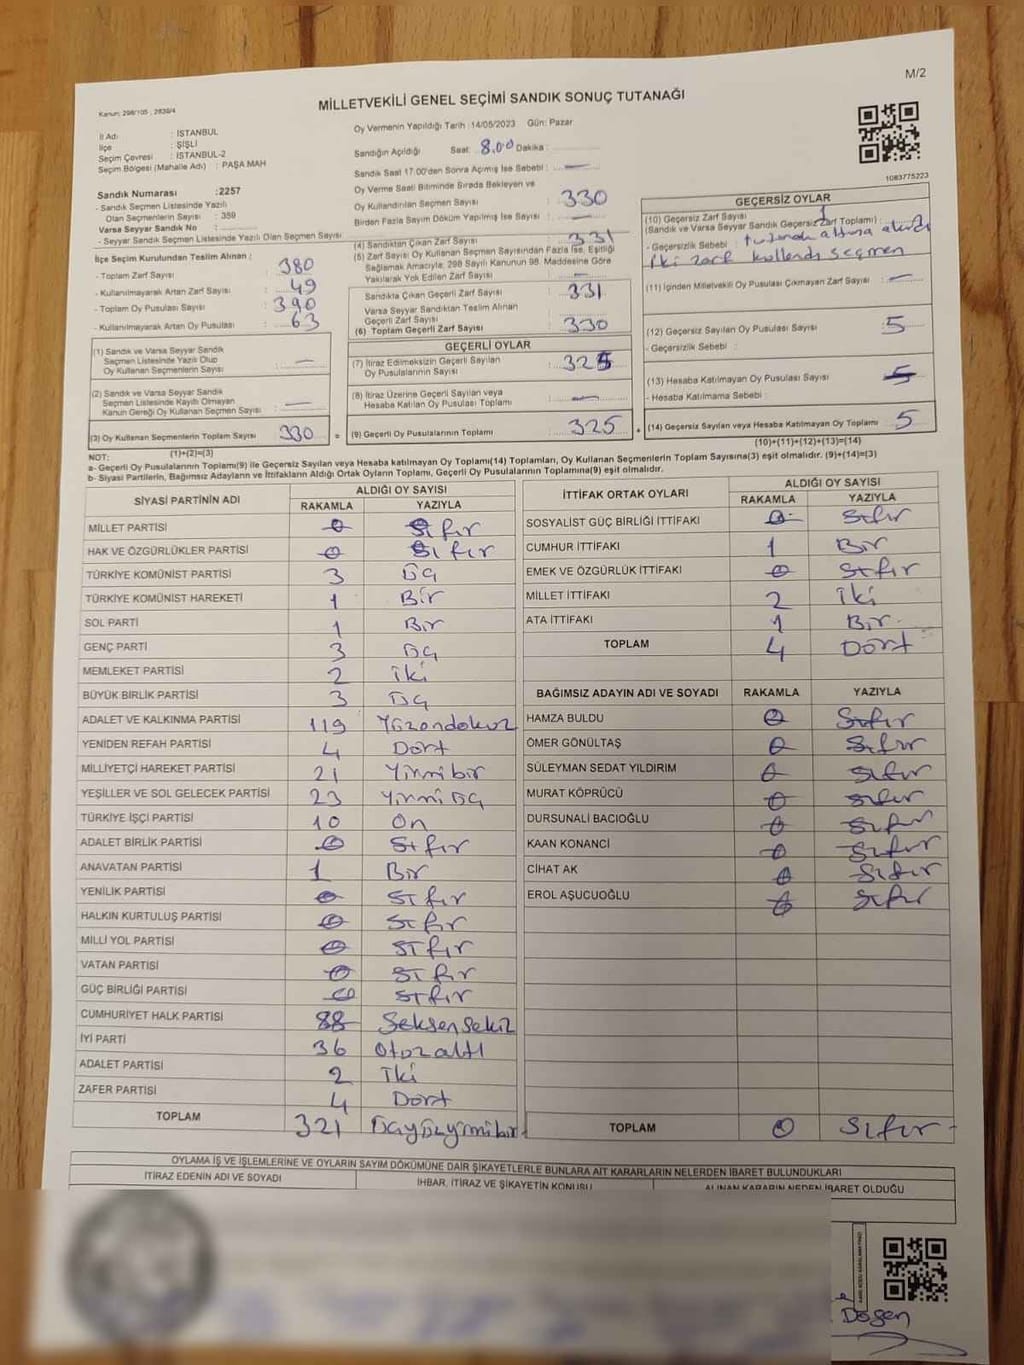 M/2
Kanun: 298/105 , 2839/4
MİLLETVEKİLİ GENEL SEÇİMİ SANDIK SONUÇ TUTANAĞI
İl Adı : İSTANBUL
İlçe : ŞİŞLİ
Seçim Çevresi : İSTANBUL-2
Seçim Bölgesi (Mahalle Adı) : PAŞA MAH
Sandık Numarası :2257
- Sandık Seçmen Listesinde Yazılı
Olan Seçmenlerin Sayısı : 359
Varsa Seyyar Sandık No :
- Seyyar Sandık Seçmen Listesinde Yazılı Olan Seçmen Sayısı
İlçe Seçim Kurulundan Teslim Alınan :
- Toplam Zarf Sayısı : 380
- Kullanılmayarak Artan Zarf Sayısı : 49
- Toplam Oy Pusulası Sayısı : 390
- Kullanılmayarak Artan Oy Pusulası : 63
(1) Sandık ve Varsa Seyyar Sandık
Seçmen Listesinde Yazılı Olup
Oy Kullanan Seçmenlerin Sayısı : —
(2) Sandık ve Varsa Seyyar Sandık
Seçmen Listesinde Kayıtlı Olmayan
Kanun Gereği Oy Kullanan Seçmen Sayısı : —
(3) Oy Kullanan Seçmenlerin Toplam Sayısı 330
(1)+(2)=(3)
Oy Vermenin Yapıldığı Tarih :14/05/2023 Gün: Pazar
Sandığın Açıldığı Saat: 8.00 Dakika :
Sandık Saat 17.00'den Sonra Açılmış İse Sebebi : —
Oy Verme Saati Bitiminde Sırada Bekleyen ve
Oy Kullandırılan Seçmen Sayısı : 330
Birden Fazla Sayım Döküm Yapılmış İse Sayısı : —
(4) Sandıktan Çıkan Zarf Sayısı : 331
(5) Zarf Sayısı Oy Kullanan Seçmen Sayısından Fazla İse, Eşitliği
Sağlamak Amacıyla, 298 Sayılı Kanunun 98. Maddesine Göre
Yakılarak Yok Edilen Zarf Sayısı : —
Sandıkta Çıkan Geçerli Zarf Sayısı : 331
Varsa Seyyar Sandıktan Teslim Alınan
Geçerli Zarf Sayısı
(6) Toplam Geçerli Zarf Sayısı : 330
GEÇERLİ OYLAR
(7) İtiraz Edilmeksizin Geçerli Sayılan
Oy Pusulalarının Sayısı : 325
(8) İtiraz Üzerine Geçerli Sayılan veya
Hesaba Katılan Oy Pusulası Toplamı : —
= (9) Geçerli Oy Pusulalarının Toplamı : 325
1083775223
GEÇERSİZ OYLAR
(10) Geçersiz Zarf Sayısı 1
(Sandık ve Varsa Seyyar Sandık Geçersiz Zarf Toplamı) :
- Geçersizlik Sebebi : tutanak altına alındı
iki zarf kullandı seçmen
(11) İçinden Milletvekili Oy Pusulası Çıkmayan Zarf Sayısı : —
(12) Geçersiz Sayılan Oy Pusulası Sayısı : 5
- Geçersizlik Sebebi :
(13) Hesaba Katılmayan Oy Pusulası Sayısı : 5
- Hesaba Katılmama Sebebi :
+ (14) Geçersiz Sayılan veya Hesaba Katılmayan Oy Toplamı : 5
(10)+(11)+(12)+(13)=(14)
NOT:
a- Geçerli Oy Pusulalarının Toplamı(9) ile Geçersiz Sayılan veya Hesaba katılmayan Oy Toplamı(14) Toplamları, Oy Kullanan Seçmenlerin Toplam Sayısına(3) eşit olmalıdır. (9)+(14)=(3)
b- Siyasi Partilerin, Bağımsız Adayların ve İttifakların Aldığı Ortak Oyların Toplamı, Geçerli Oy Pusulalarının Toplamına(9) eşit olmalıdır.
SİYASİ PARTİNİN ADI ALDIĞI OY SAYISI
RAKAMLA YAZIYLA
MİLLET PARTİSİ 0 Sıfır
HAK VE ÖZGÜRLÜKLER PARTİSİ 0 Sıfır
TÜRKİYE KOMÜNİST PARTİSİ 3 Üç
TÜRKİYE KOMÜNİST HAREKETİ 1 Bir
SOL PARTİ 1 Bir
GENÇ PARTİ 3 Üç
MEMLEKET PARTİSİ 2 iki
BÜYÜK BİRLİK PARTİSİ 3 Üç
ADALET VE KALKINMA PARTİSİ 119 Yüzondokuz
YENİDEN REFAH PARTİSİ 4 Dört
MİLLİYETÇİ HAREKET PARTİSİ 21 Yirmibir
YEŞİLLER VE SOL GELECEK PARTİSİ 23 Yirmi Üç
TÜRKİYE İŞÇİ PARTİSİ 10 On
ADALET BİRLİK PARTİSİ 0 Sıfır
ANAVATAN PARTİSİ 1 Bir
YENİLİK PARTİSİ 0 Sıfır
HALKIN KURTULUŞ PARTİSİ 0 Sıfır
MİLLİ YOL PARTİSİ 0 Sıfır
VATAN PARTİSİ 0 Sıfır
GÜÇ BİRLİĞİ PARTİSİ 0 Sıfır
CUMHURİYET HALK PARTİSİ 88 Seksen sekiz
İYİ PARTİ 36 Otuz altı
ADALET PARTİSİ 2 İki
ZAFER PARTİSİ 4 Dört
TOPLAM 321 Üçyüzyirmibir
İTTİFAK ORTAK OYLARI ALDIĞI OY SAYISI
RAKAMLA YAZIYLA
SOSYALİST GÜÇ BİRLİĞİ İTTİFAKI 0 Sıfır
CUMHUR İTTİFAKI 1 Bir
EMEK VE ÖZGÜRLÜK İTTİFAKI 0 Sıfır
MİLLET İTTİFAKI 2 İki
ATA İTTİFAKI 1 Bir
TOPLAM 4 Dört
BAĞIMSIZ ADAYIN ADI VE SOYADI RAKAMLA YAZIYLA
HAMZA BULDU 0 Sıfır
ÖMER GÖNÜLTAŞ 0 Sıfır
SÜLEYMAN SEDAT YILDIRIM 0 Sıfır
MURAT KÖPRÜCÜ 0 Sıfır
DURSUNALİ BACIOĞLU 0 Sıfır
KAAN KONANCİ 0 Sıfır
CİHAT AK 0 Sıfır
EROL AŞUCUOĞLU 0 Sıfır
TOPLAM 0 Sıfır
OYLAMA İŞ VE İŞLEMLERİNE VE OYLARIN SAYIM DÖKÜMÜNE DAİR ŞİKAYETLERLE BUNLARA AİT KARARLARIN NELERDEN İBARET BULUNDUKLARI
İTİRAZ EDENİN ADI VE SOYADI İHBAR, İTİRAZ VE ŞİKAYETİN KONUSU ALINAN KARARIN NEDEN İBARET OLDUĞU
Döşen